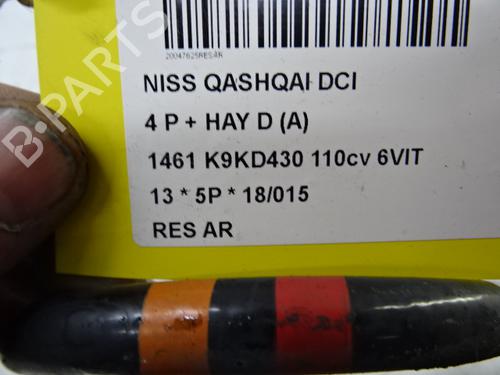 20047625RESAR
NISS QASHQAI DCI
4 P + HAY D (A)
1461 K9KD430 110cv 6VIT
13 * 5P * 18/015
RES AR
B-PARTS